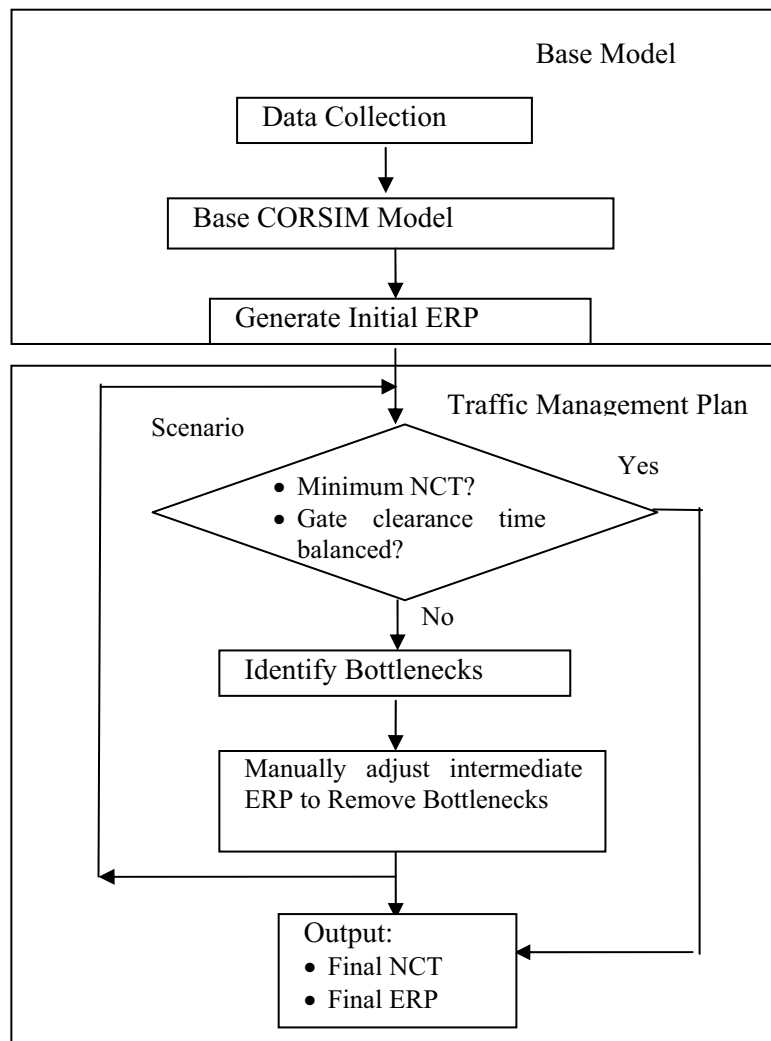 Base Model
Data Collection
Base CORSIM Model
Generate Initial ERP
Traffic Management Plan
Scenario
Yes
• Minimum NCT?
• Gate clearance time
balanced?
No
Identify Bottlenecks
Manually adjust intermediate
ERP to Remove Bottlenecks
Output:
• Final NCT
• Final ERP